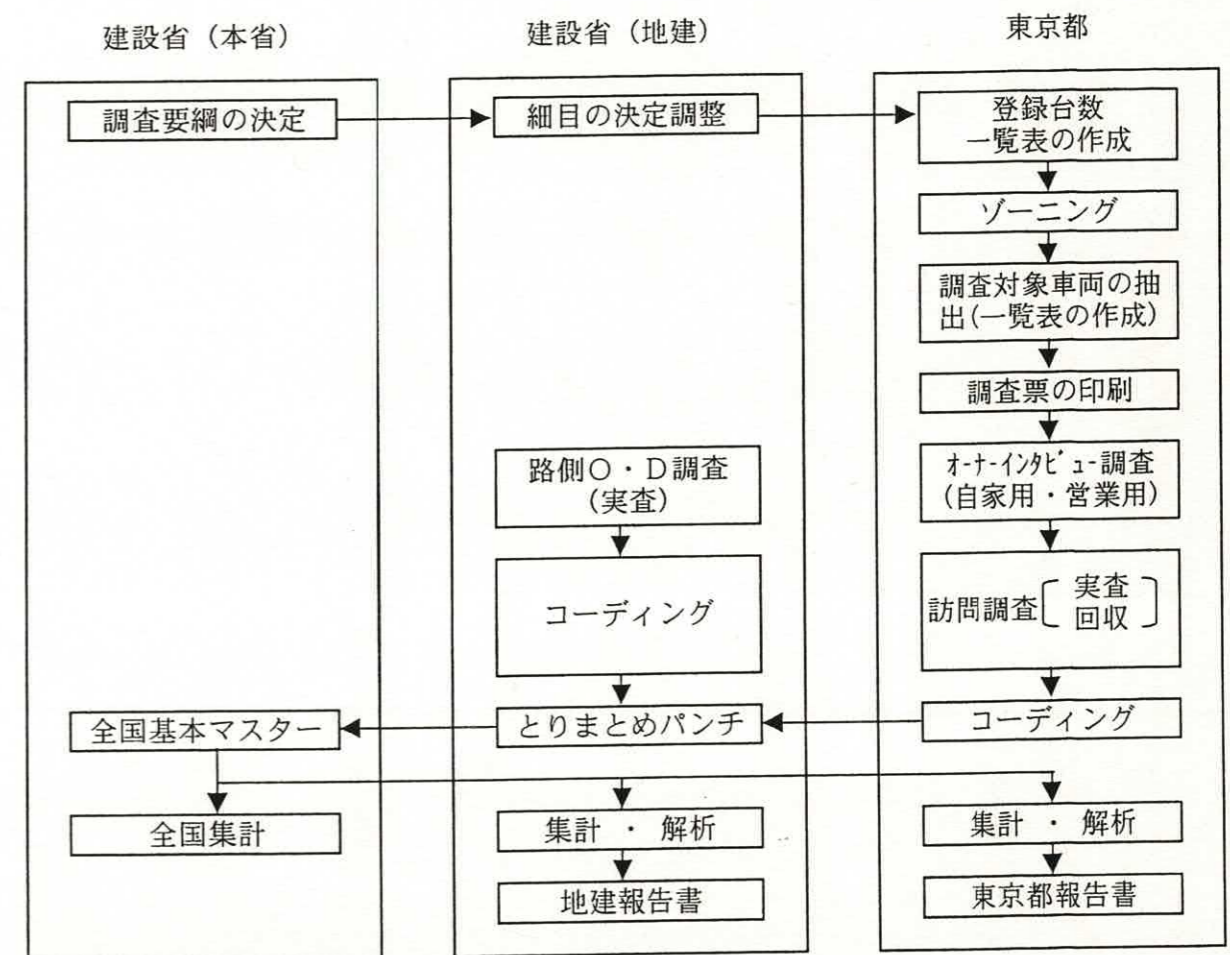 建設省（本省）
建設省（地建）
東京都
調査要綱の決定
細目の決定調整
登録台数
一覧表の作成
ゾーニング
調査対象車両の抽
出(一覧表の作成)
調査票の印刷
路側Ｏ・Ｄ調査
(実査)
ｵｰﾅｰｲﾝﾀﾋﾞｭｰ調査
(自家用・営業用)
コーディング
訪問調査〔実査
回収〕
全国基本マスター
とりまとめパンチ
コーディング
全国集計
集計 ・ 解析
集計 ・ 解析
地建報告書
東京都報告書